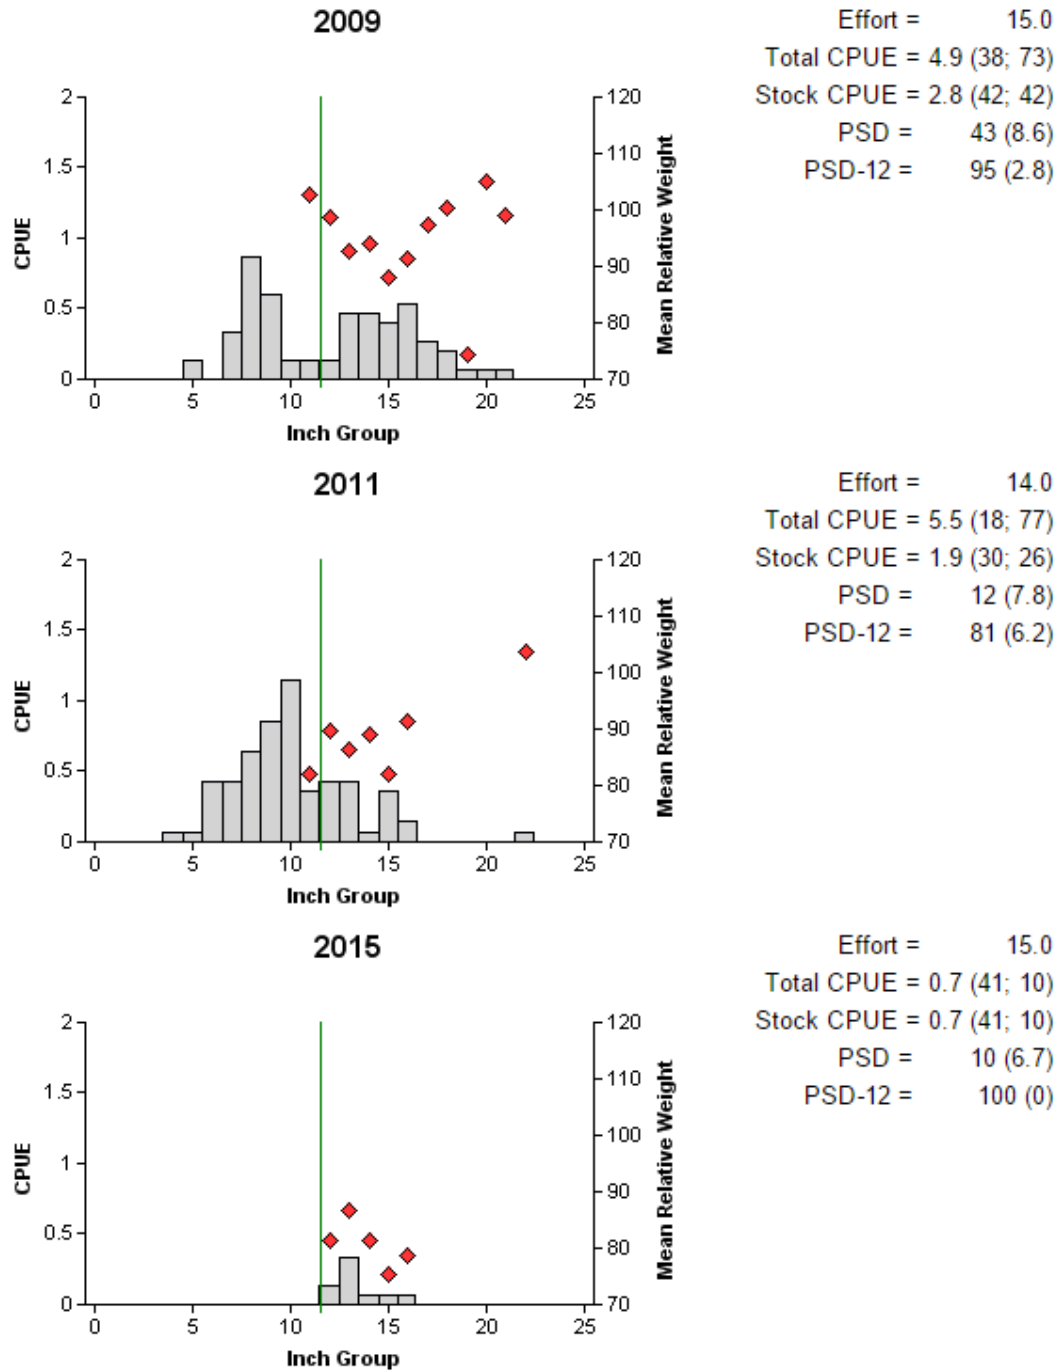 2009
Effort = 15.0
Total CPUE = 4.9 (38; 73)
Stock CPUE = 2.8 (42; 42)
PSD = 43 (8.6)
PSD-12 = 95 (2.8)
2
1.5
1
0.5
0
CPUE
120
110
100
90
80
70
Mean Relative Weight
0 5 10 15 20 25
Inch Group
2011
Effort = 14.0
Total CPUE = 5.5 (18; 77)
Stock CPUE = 1.9 (30; 26)
PSD = 12 (7.8)
PSD-12 = 81 (6.2)
2
1.5
1
0.5
0
CPUE
120
110
100
90
80
70
Mean Relative Weight
0 5 10 15 20 25
Inch Group
2015
Effort = 15.0
Total CPUE = 0.7 (41; 10)
Stock CPUE = 0.7 (41; 10)
PSD = 10 (6.7)
PSD-12 = 100 (0)
2
1.5
1
0.5
0
CPUE
120
110
100
90
80
70
Mean Relative Weight
0 5 10 15 20 25
Inch Group